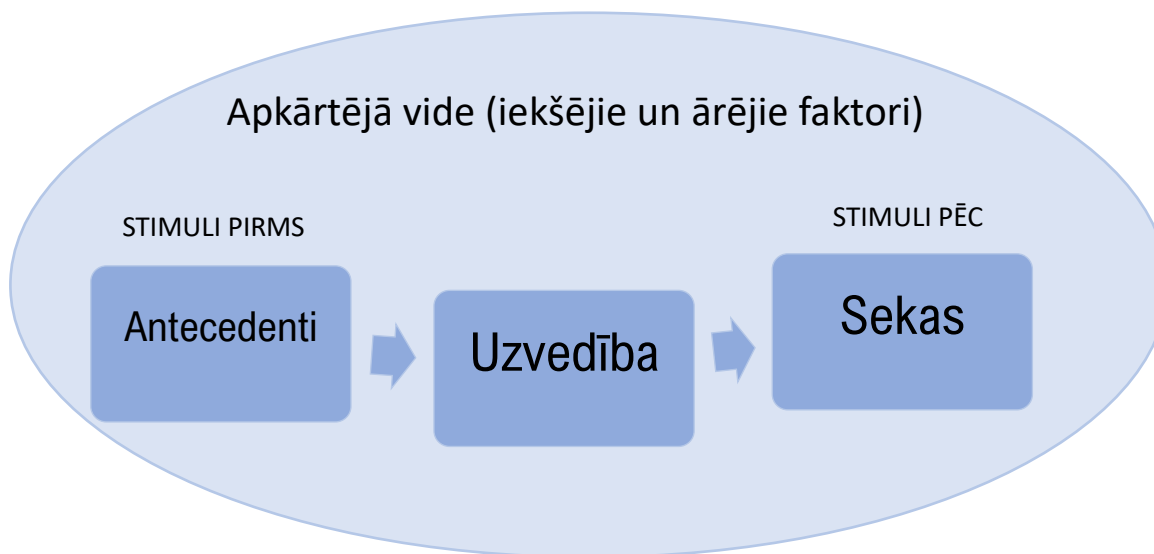 Apkārtējā vide (iekšējie un ārējie faktori)
STIMULI PIRMS
STIMULI PĒC
Antecedenti
Uzvedība
Sekas